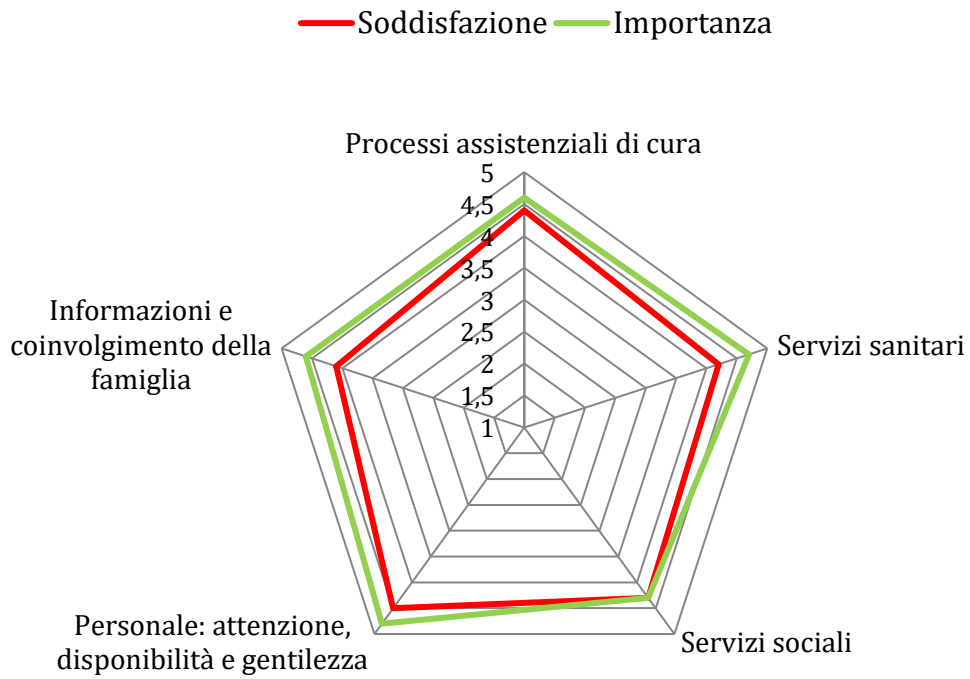 Soddisfazione Importanza
Processi assistenziali di cura
5
4,5
4
3,5
3
2,5
2
1,5
1
Informazioni e
coinvolgimento della
famiglia
Servizi sanitari
Personale: attenzione,
disponibilità e gentilezza
Servizi sociali